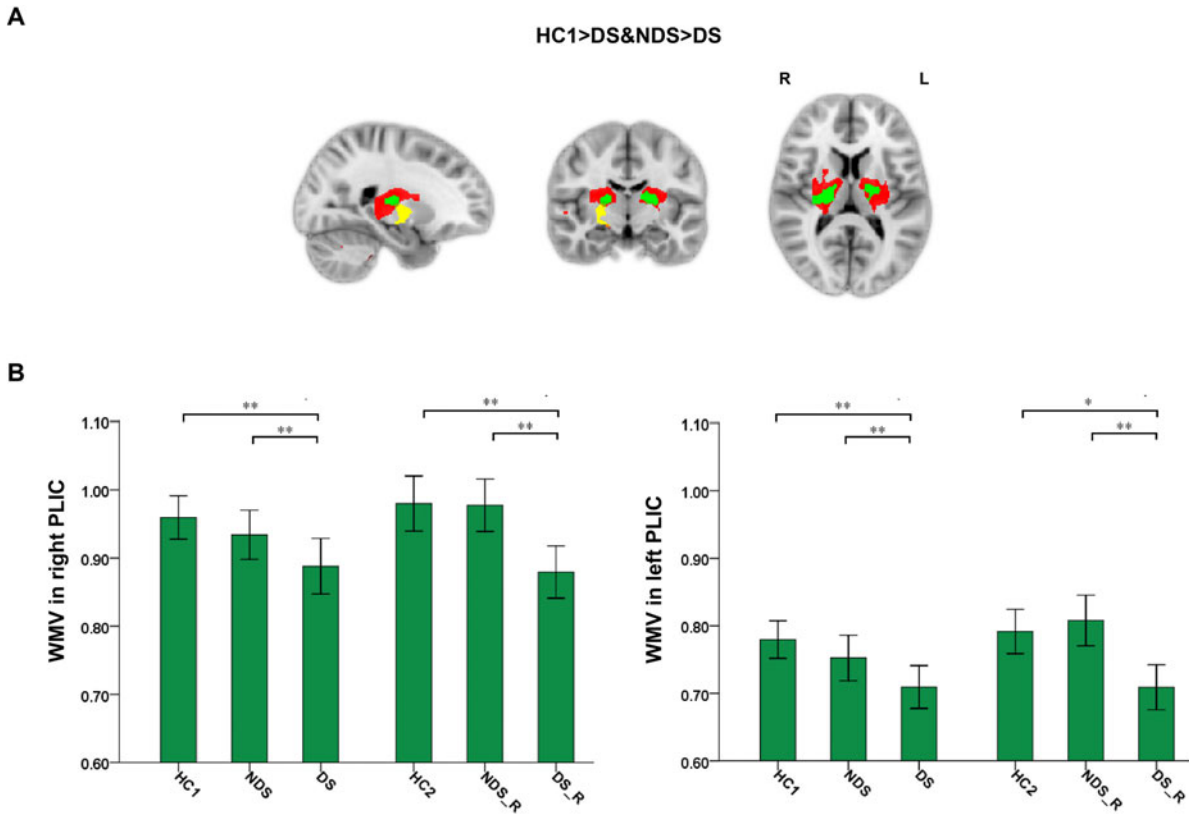 A
HC1>DS&NDS>DS
R L
B
WMV in right PLIC
1.10
1.00
0.90
0.80
0.70
0.60
** **
** **
HC1 NDS DS HC2 NDS_R DS_R
WMV in left PLIC
1.10
1.00
0.90
0.80
0.70
0.60
** *
** **
HC1 NDS DS HC2 NDS_R DS_R